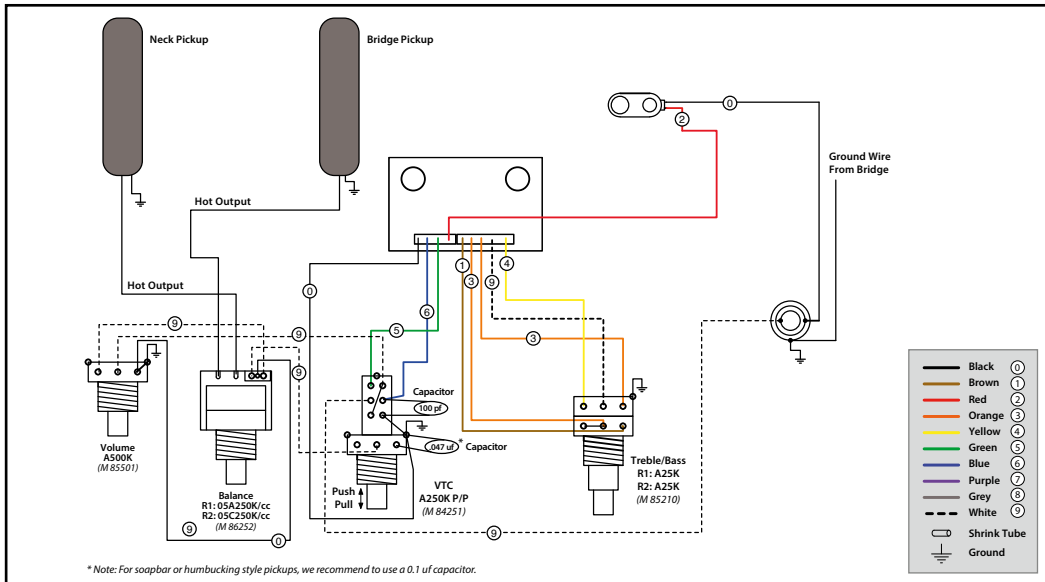 Neck Pickup
Bridge Pickup
0
2
Ground Wire
From Bridge
Hot Output
Hot Output
1
3
9
4
0
6
5
3
9
9
9
Capacitor
100 pf
.047 uf
* Capacitor
Volume
A500K
(M 85501)
Balance
R1: 05A250K/cc
R2: 05C250K/cc
(M 86252)
9
0
Push
Pull
VTC
A250K P/P
(M 84251)
9
Treble/Bass
R1: A25K
R2: A25K
(M 85210)
Black 0
Brown 1
Red 2
Orange 3
Yellow 4
Green 5
Blue 6
Purple 7
Grey 8
White 9
Shrink Tube
Ground
* Note: For soapbar or humbucking style pickups, we recommend to use a 0.1 uf capacitor.